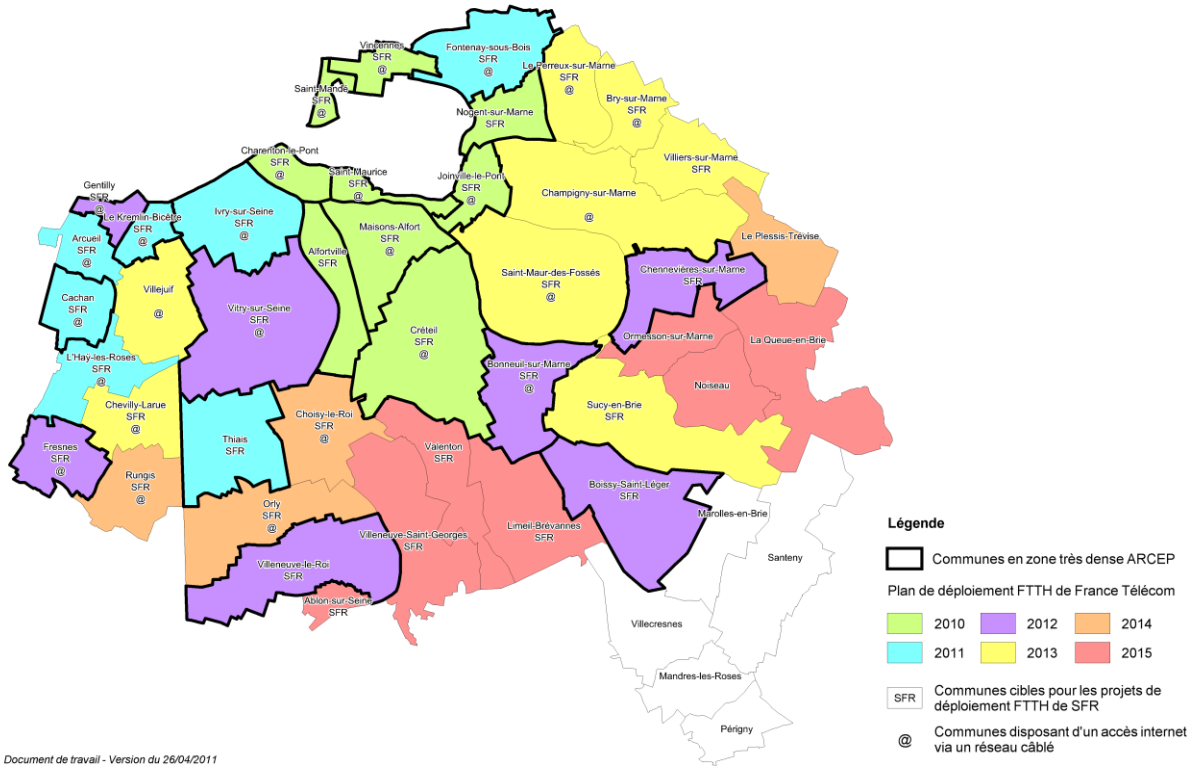 Vincennes
SFR
@
Fontenay-sous-Bois
SFR
@
Le Perreux-sur-Marne
SFR
@
Saint-Mandé
SFR
@
Bry-sur-Marne
SFR
@
Nogent-sur-Marne
SFR
Charenton-le-Pont
SFR
@
Saint-Maurice
SFR
@
Joinville-le-Pont
SFR
@
Villiers-sur-Marne
SFR
Champigny-sur-Marne
@
Gentilly
SFR
@
Le Kremlin-Bicêtre
SFR
@
Ivry-sur-Seine
SFR
@
Maisons-Alfort
SFR
@
Le Plessis-Trévise
Arcueil
SFR
@
Alfortville
SFR
Saint-Maur-des-Fossés
SFR
@
Chennevières-sur-Marne
SFR
Cachan
SFR
@
Villejuif
@
Vitry-sur-Seine
SFR
@
Créteil
SFR
@
Ormesson-sur-Marne
La Queue-en-Brie
L'Haÿ-les-Roses
SFR
@
Bonneuil-sur-Marne
SFR
@
Noiseau
Chevilly-Larue
SFR
@
Choisy-le-Roi
SFR
@
Sucy-en-Brie
SFR
Fresnes
SFR
@
Thiais
SFR
Valenton
SFR
Rungis
SFR
@
Boissy-Saint-Léger
SFR
Orly
SFR
@
Marolles-en-Brie
Villeneuve-Saint-Georges
SFR
Limeil-Brévannes
SFR
Santeny
Villeneuve-le-Roi
SFR
Ablon-sur-Seine
SFR
Villecresnes
Mandres-les-Roses
Périgny
Légende
Communes en zone très dense ARCEP
Plan de déploiement FTTH de France Télécom
2010 2012 2014
2011 2013 2015
SFR Communes cibles pour les projets de
déploiement FTTH de SFR
@ Communes disposant d'un accès internet
via un réseau câblé
Document de travail - Version du 26/04/2011